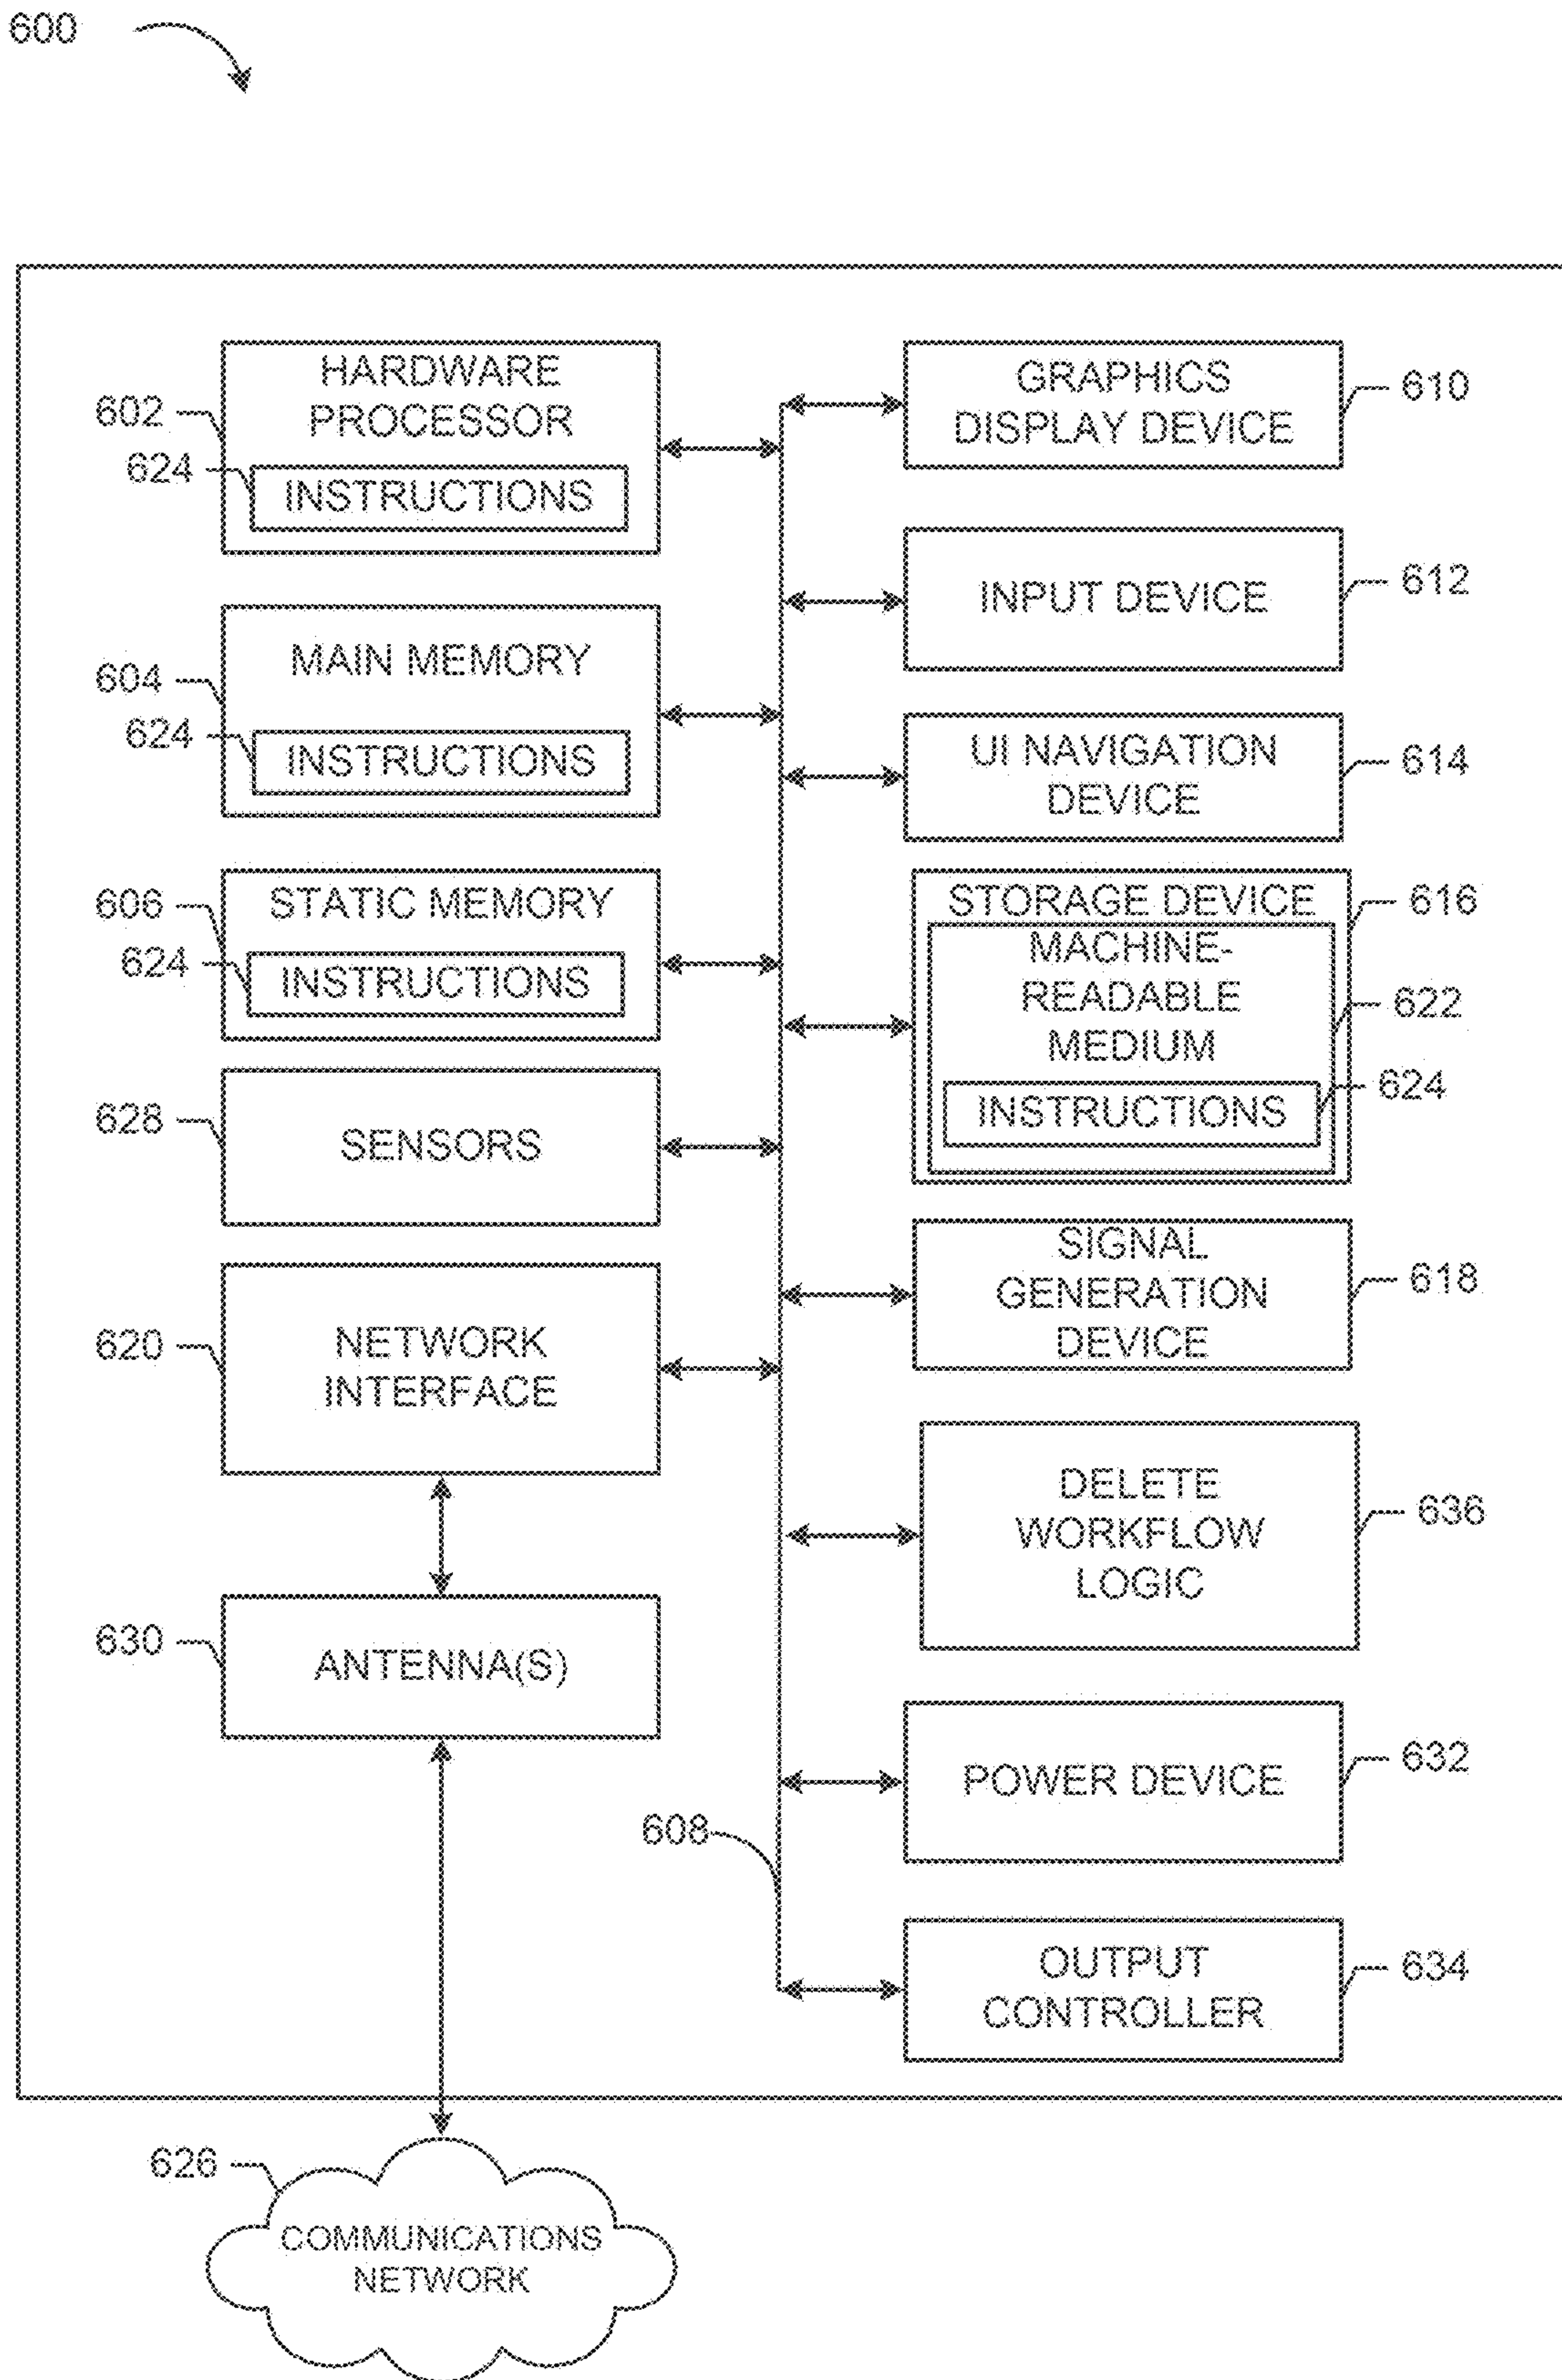 600
HARDWARE
PROCESSOR
602
624
INSTRUCTIONS
MAIN MEMORY
604
624
INSTRUCTIONS
STATIC MEMORY
606
624
INSTRUCTIONS
628
SENSORS
620
NETWORK
INTERFACE
630
ANTENNA(S)
608
GRAPHICS
DISPLAY DEVICE
610
INPUT DEVICE
612
UI NAVIGATION
DEVICE
614
STORAGE DEVICE
616
MACHINE-
READABLE
MEDIUM
622
624
INSTRUCTIONS
SIGNAL
GENERATION
DEVICE
618
DELETE
WORKFLOW
LOGIC
636
POWER DEVICE
632
OUTPUT
CONTROLLER
634
626
COMMUNICATIONS
NETWORK